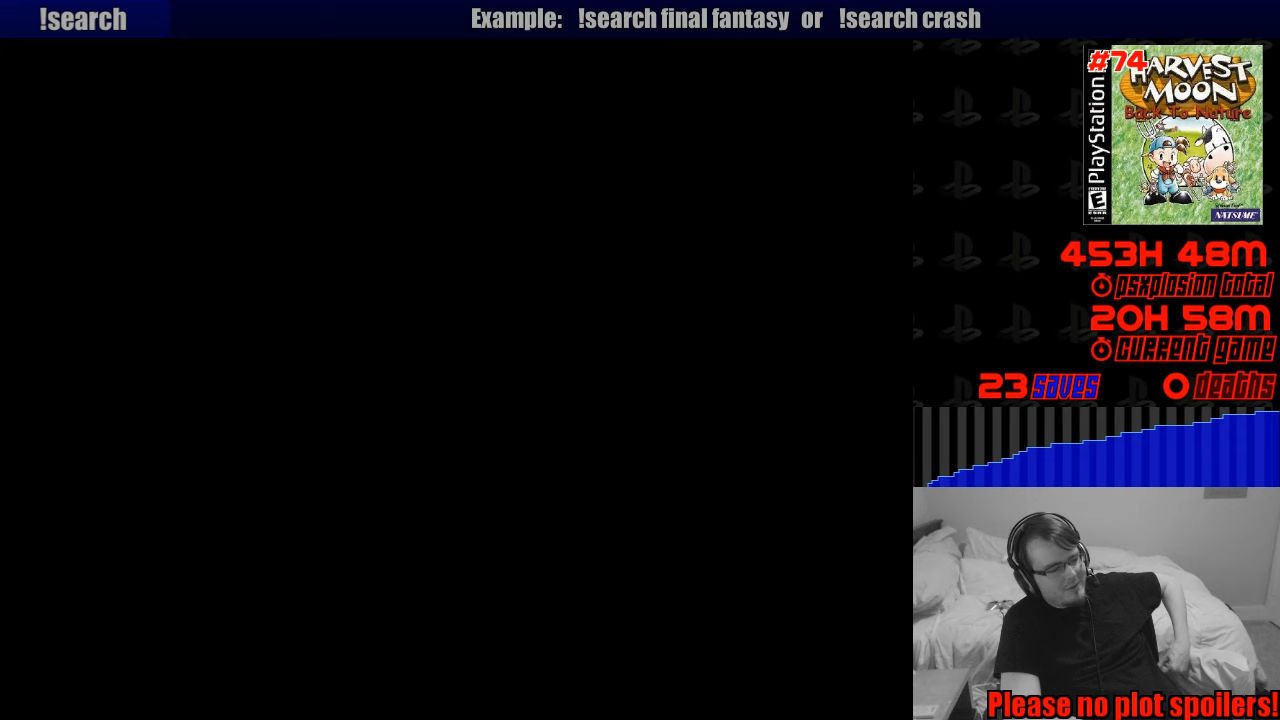 !search
Example: !search final fantasy or !search crash
#74
HARVEST
MOON
Back To Nature
PlayStation
E
NATSUME
453H 48M
psxplosion total
20H 58M
current game
23 saves 0 deaths
Please no plot spoilers!